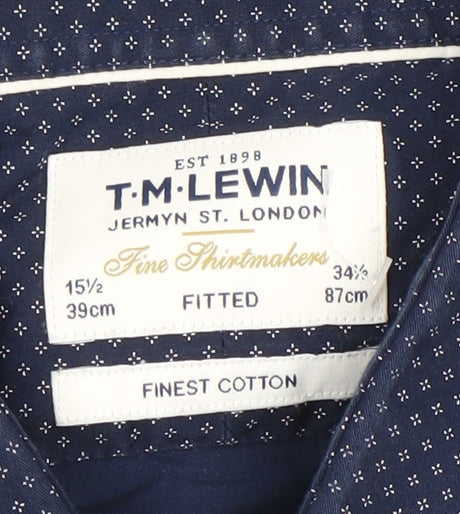 EST 1898
T·M·LEWIN
JERMYN ST. LONDON
Fine Shirtmakers
15½ 34½
39cm FITTED 87cm
FINEST COTTON